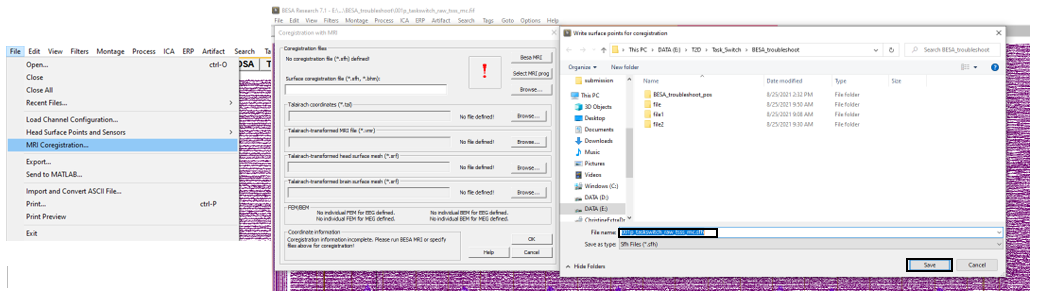 File Edit View Filters Montage Process ICA ERP Artifact Search
Open... ctrl-O
Close
Close All
Recent Files...
Load Channel Configuration...
Head Surface Points and Sensors
MRI Coregistration...
Export...
Send to MATLAB...
Import and Convert ASCII File...
Print... ctrl-P
Print Preview
Exit
BESA Research 7.1 -
File Edit View Filters Montage Process ICA ERP Artifact Search Tags Goto Options Help
Coregistration with MRI
Coregistration files
No coregistration file (*.sfh) defined!
Surface coregistration file (*.sfh, *.bhm):
!
Besa MRI
Select MRI prog
Browse...
Talairach coordinates (*.tal)
No file defined! Browse...
Talairach-transformed MRI file (*.vmr)
No file defined! Browse...
Talairach-transformed head surface mesh (*.srf)
No file defined! Browse...
Talairach-transformed brain surface mesh (*.srf)
No file defined! Browse...
FEM/BEM
No individual FEM for EEG defined. No individual BEM for EEG defined.
No individual FEM for MEG defined. No individual BEM for MEG defined.
Coordinate information
Coregistration information incomplete. Please run BESA MRI or specify
files above for coregistration!
OK
Help Cancel
Write surface points for coregistration
This PC > DATA (E:) > T2D > Task_Switch > BESA_troubleshoot
Search BESA_troubleshoot
Organize New folder
submission
This PC
3D Objects
Desktop
Documents
Downloads
Music
Pictures
Videos
Windows (C:)
DATA (D:)
DATA (E:)
Name Date modified Type Size
BESA_troubleshoot_pos 8/25/2021 2:32 PM File folder
file 8/25/2021 9:50 AM File folder
file1 8/25/2021 9:08 AM File folder
file2 8/25/2021 9:30 AM File folder
File name: 001p_taskswitch_raw_tsss_mc.sfh
Save as type: Sfh Files (*.sfh)
Hide Folders Save Cancel